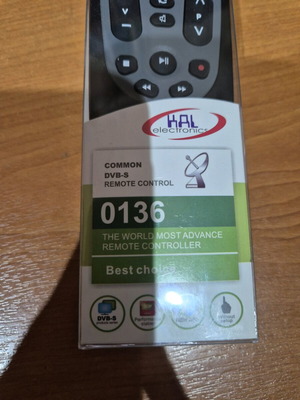 P
KAL
electronics
COMMON
DVB-S
REMOTE CONTROL
0136
THE WORLD MOST ADVANCE
REMOTE CONTROLLER
Best choice
DVB-S